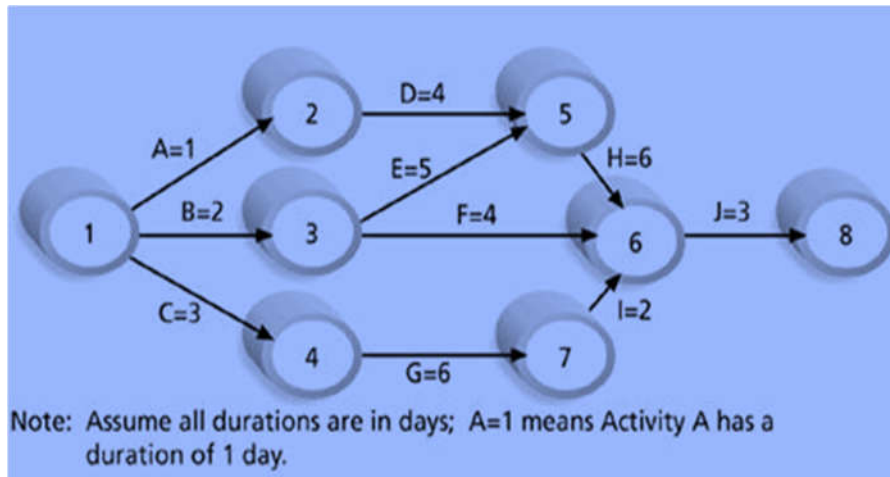 2
D=4
5
A=1
E=5
H=6
B=2
F=4
J=3
1
3
6
8
C=3
I=2
4
G=6
7
Note: Assume all durations are in days; A=1 means Activity A has a
duration of 1 day.